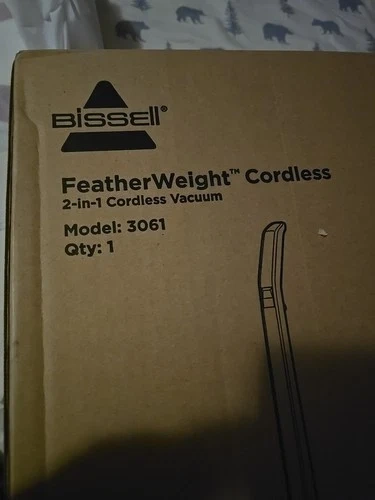 BISSELL®
FeatherWeight™ Cordless
2-in-1 Cordless Vacuum
Model: 3061
Qty: 1